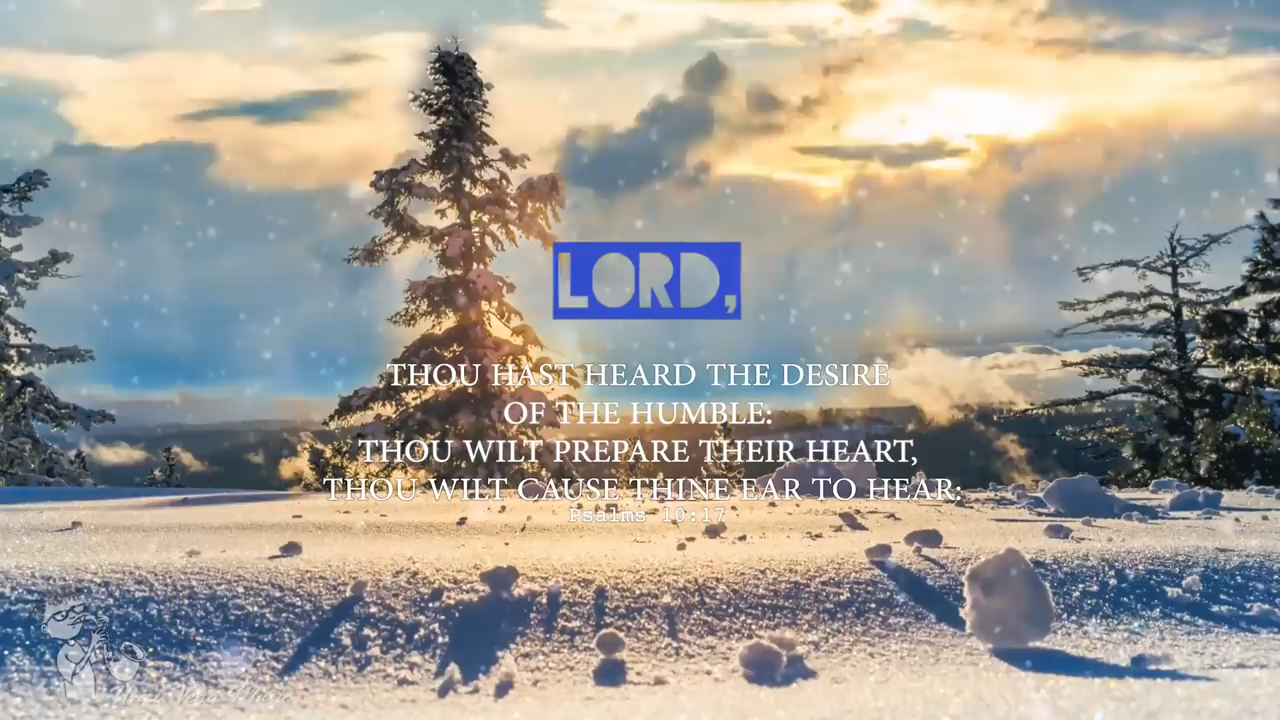 LORD,
THOU HAST HEARD THE DESIRE
OF THE HUMBLE:
THOU WILT PREPARE THEIR HEART,
THOU WILT CAUSE THINE EAR TO HEAR:
Psalms 10:17